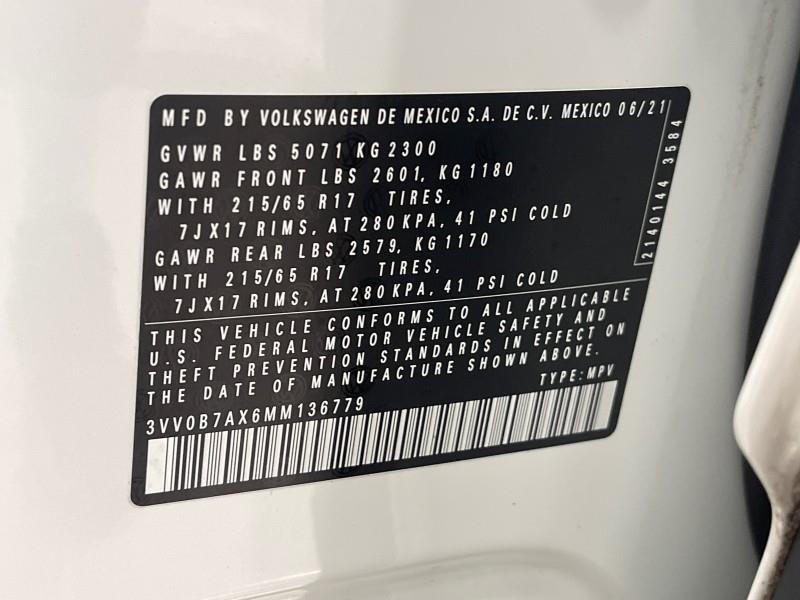 MFD BY VOLKSWAGEN DE MEXICO S.A. DE C.V. MEXICO 06/21
GVWR LBS 5071 KG 2300
GAWR FRONT LBS 2601, KG 1180
WITH 215/65 R17 TIRES,
7JX17 RIMS, AT 280 KPA, 41 PSI COLD
GAWR REAR LBS 2579, KG 1170
WITH 215/65 R17 TIRES,
7JX17 RIMS, AT 280 KPA, 41 PSI COLD
2140144 3584
THIS VEHICLE CONFORMS TO ALL APPLICABLE
U.S. FEDERAL MOTOR VEHICLE SAFETY AND
THEFT PREVENTION STANDARDS IN EFFECT ON
THE DATE OF MANUFACTURE SHOWN ABOVE.
TYPE: MPV
3VV0B7AX6MM136779